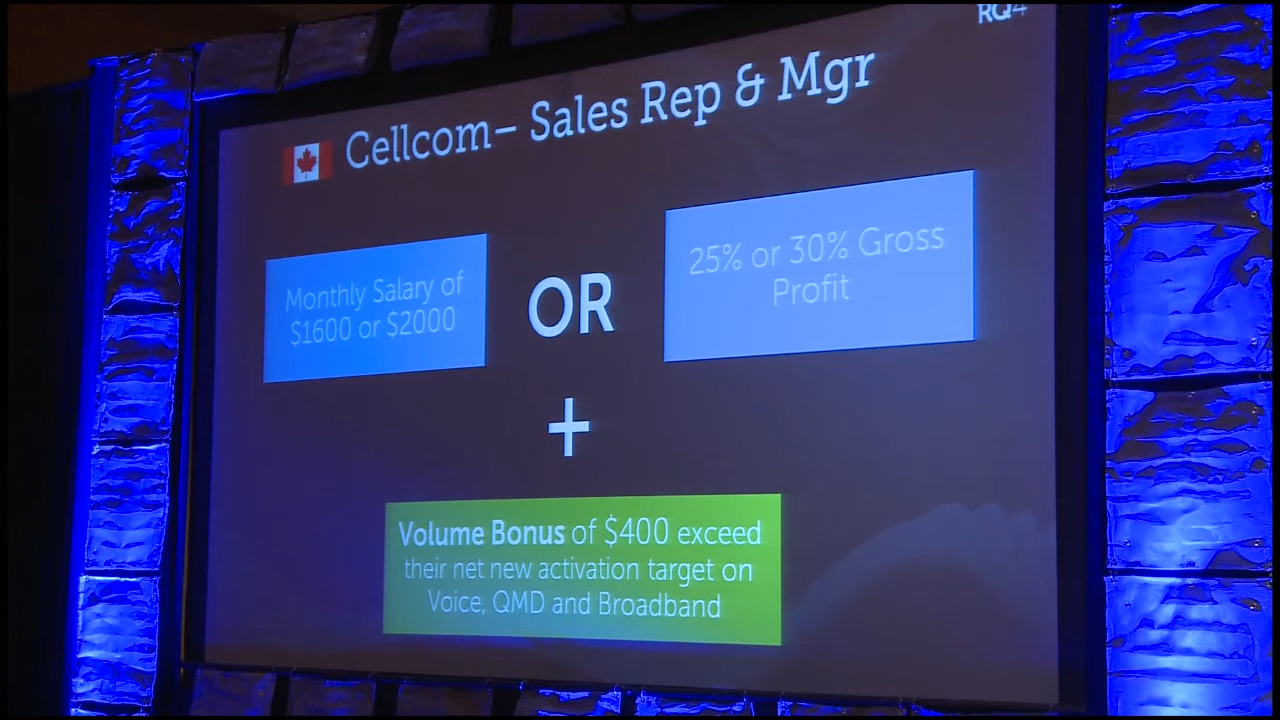 RQ4
Cellcom– Sales Rep & Mgr
Monthly Salary of
$1600 or $2000
OR
25% or 30% Gross
Profit
+
Volume Bonus of $400 exceed
their net new activation target on
Voice, QMD and Broadband